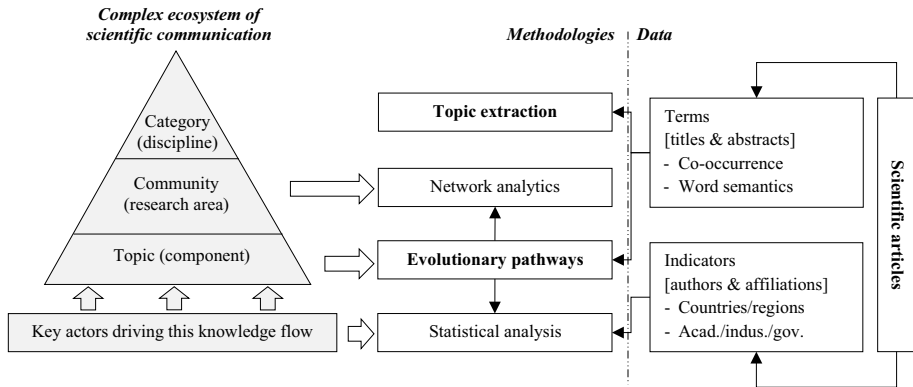 Complex ecosystem of
scientific communication
Category
(discipline)
Community
(research area)
Topic (component)
Key actors driving this knowledge flow
Methodologies
Data
Topic extraction
Network analytics
Evolutionary pathways
Statistical analysis
Terms
[titles & abstracts]
- Co-occurrence
- Word semantics
Indicators
[authors & affiliations]
- Countries/regions
- Acad./indus./gov.
Scientific articles